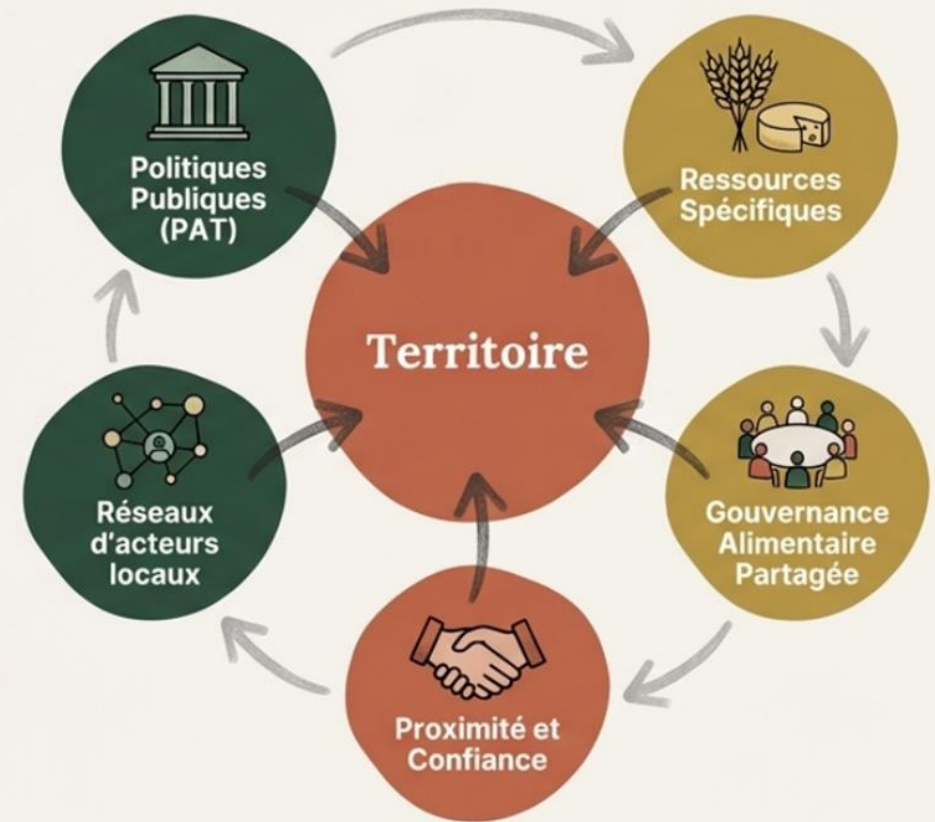 Politiques
Publiques
(PAT)
Ressources
Spécifiques
Territoire
Réseaux
d'acteurs
locaux
Gouvernance
Alimentaire
Partagée
Proximité et
Confiance